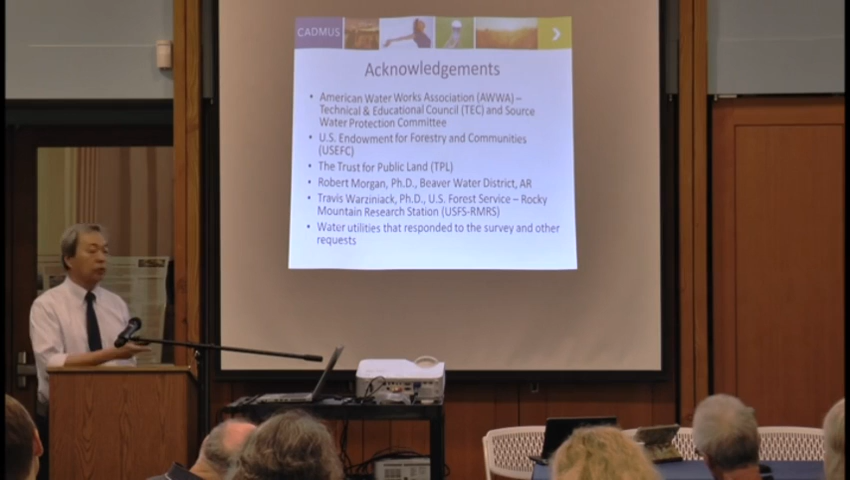 CADMUS
Acknowledgements
• American Water Works Association (AWWA) –
Technical & Educational Council (TEC) and Source
Water Protection Committee
• U.S. Endowment for Forestry and Communities
(USEFC)
• The Trust for Public Land (TPL)
• Robert Morgan, Ph.D., Beaver Water District, AR
• Travis Warziniack, Ph.D., U.S. Forest Service – Rocky
Mountain Research Station (USFS-RMRS)
• Water utilities that responded to the survey and other
requests